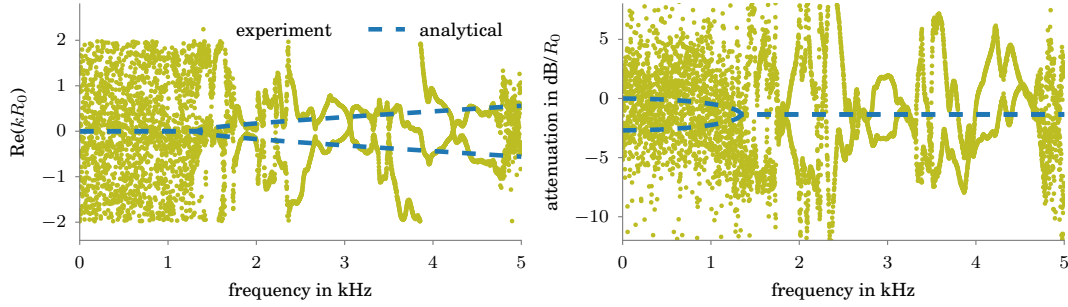 experiment analytical
Re(kR₀)
2
1
0
−1
−2
0 1 2 3 4 5
frequency in kHz
attenuation in dB/R₀
5
0
−5
−10
0 1 2 3 4 5
frequency in kHz